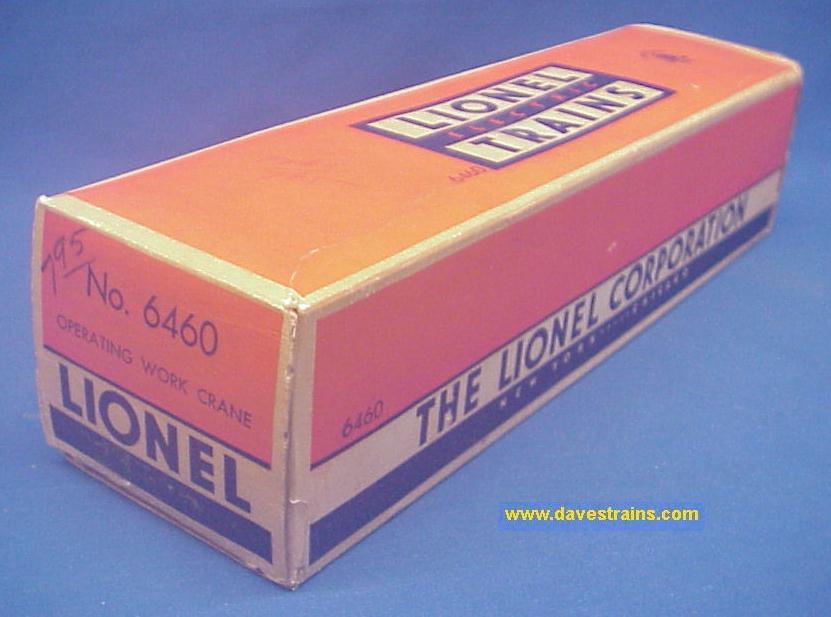 LIONEL
ELECTRIC
TRAINS
6460
795
No. 6460
OPERATING WORK CRANE
LIONEL
6460
THE LIONEL CORPORATION
NEW YORK CHICAGO
www.davestrains.com